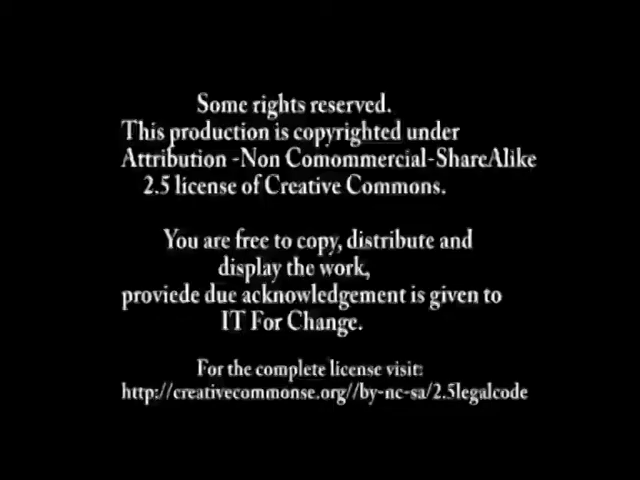 Some rights reserved.
This production is copyrighted under
Attribution -Non Comommercial-ShareAlike
2.5 license of Creative Commons.
You are free to copy, distribute and
display the work,
proviede due acknowledgement is given to
IT For Change.
For the complete license visit:
http://creativecommonse.org//by-nc-sa/2.5legalcode